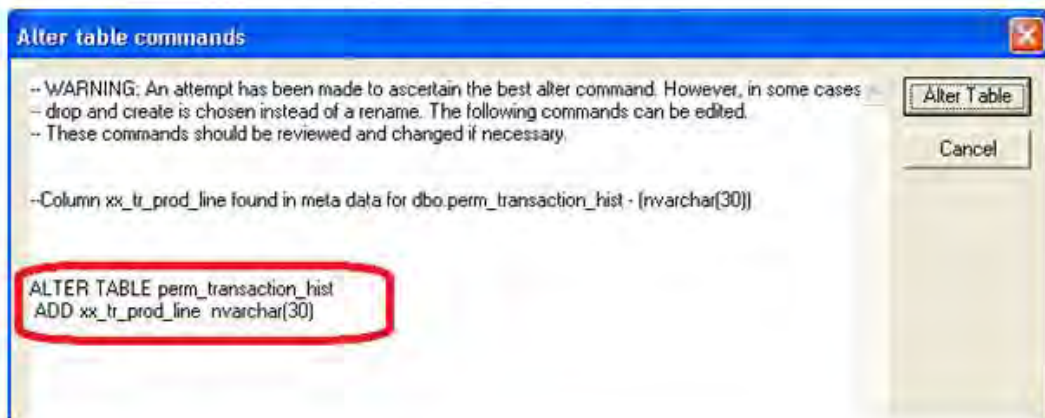 Alter table commands
-- WARNING: An attempt has been made to ascertain the best alter command. However, in some cases
-- drop and create is chosen instead of a rename. The following commands can be edited.
-- These commands should be reviewed and changed if necessary.
Alter Table
Cancel
--Column xx_tr_prod_line found in meta data for dbo.perm_transaction_hist - (nvarchar(30))
ALTER TABLE perm_transaction_hist
ADD xx_tr_prod_line nvarchar(30)